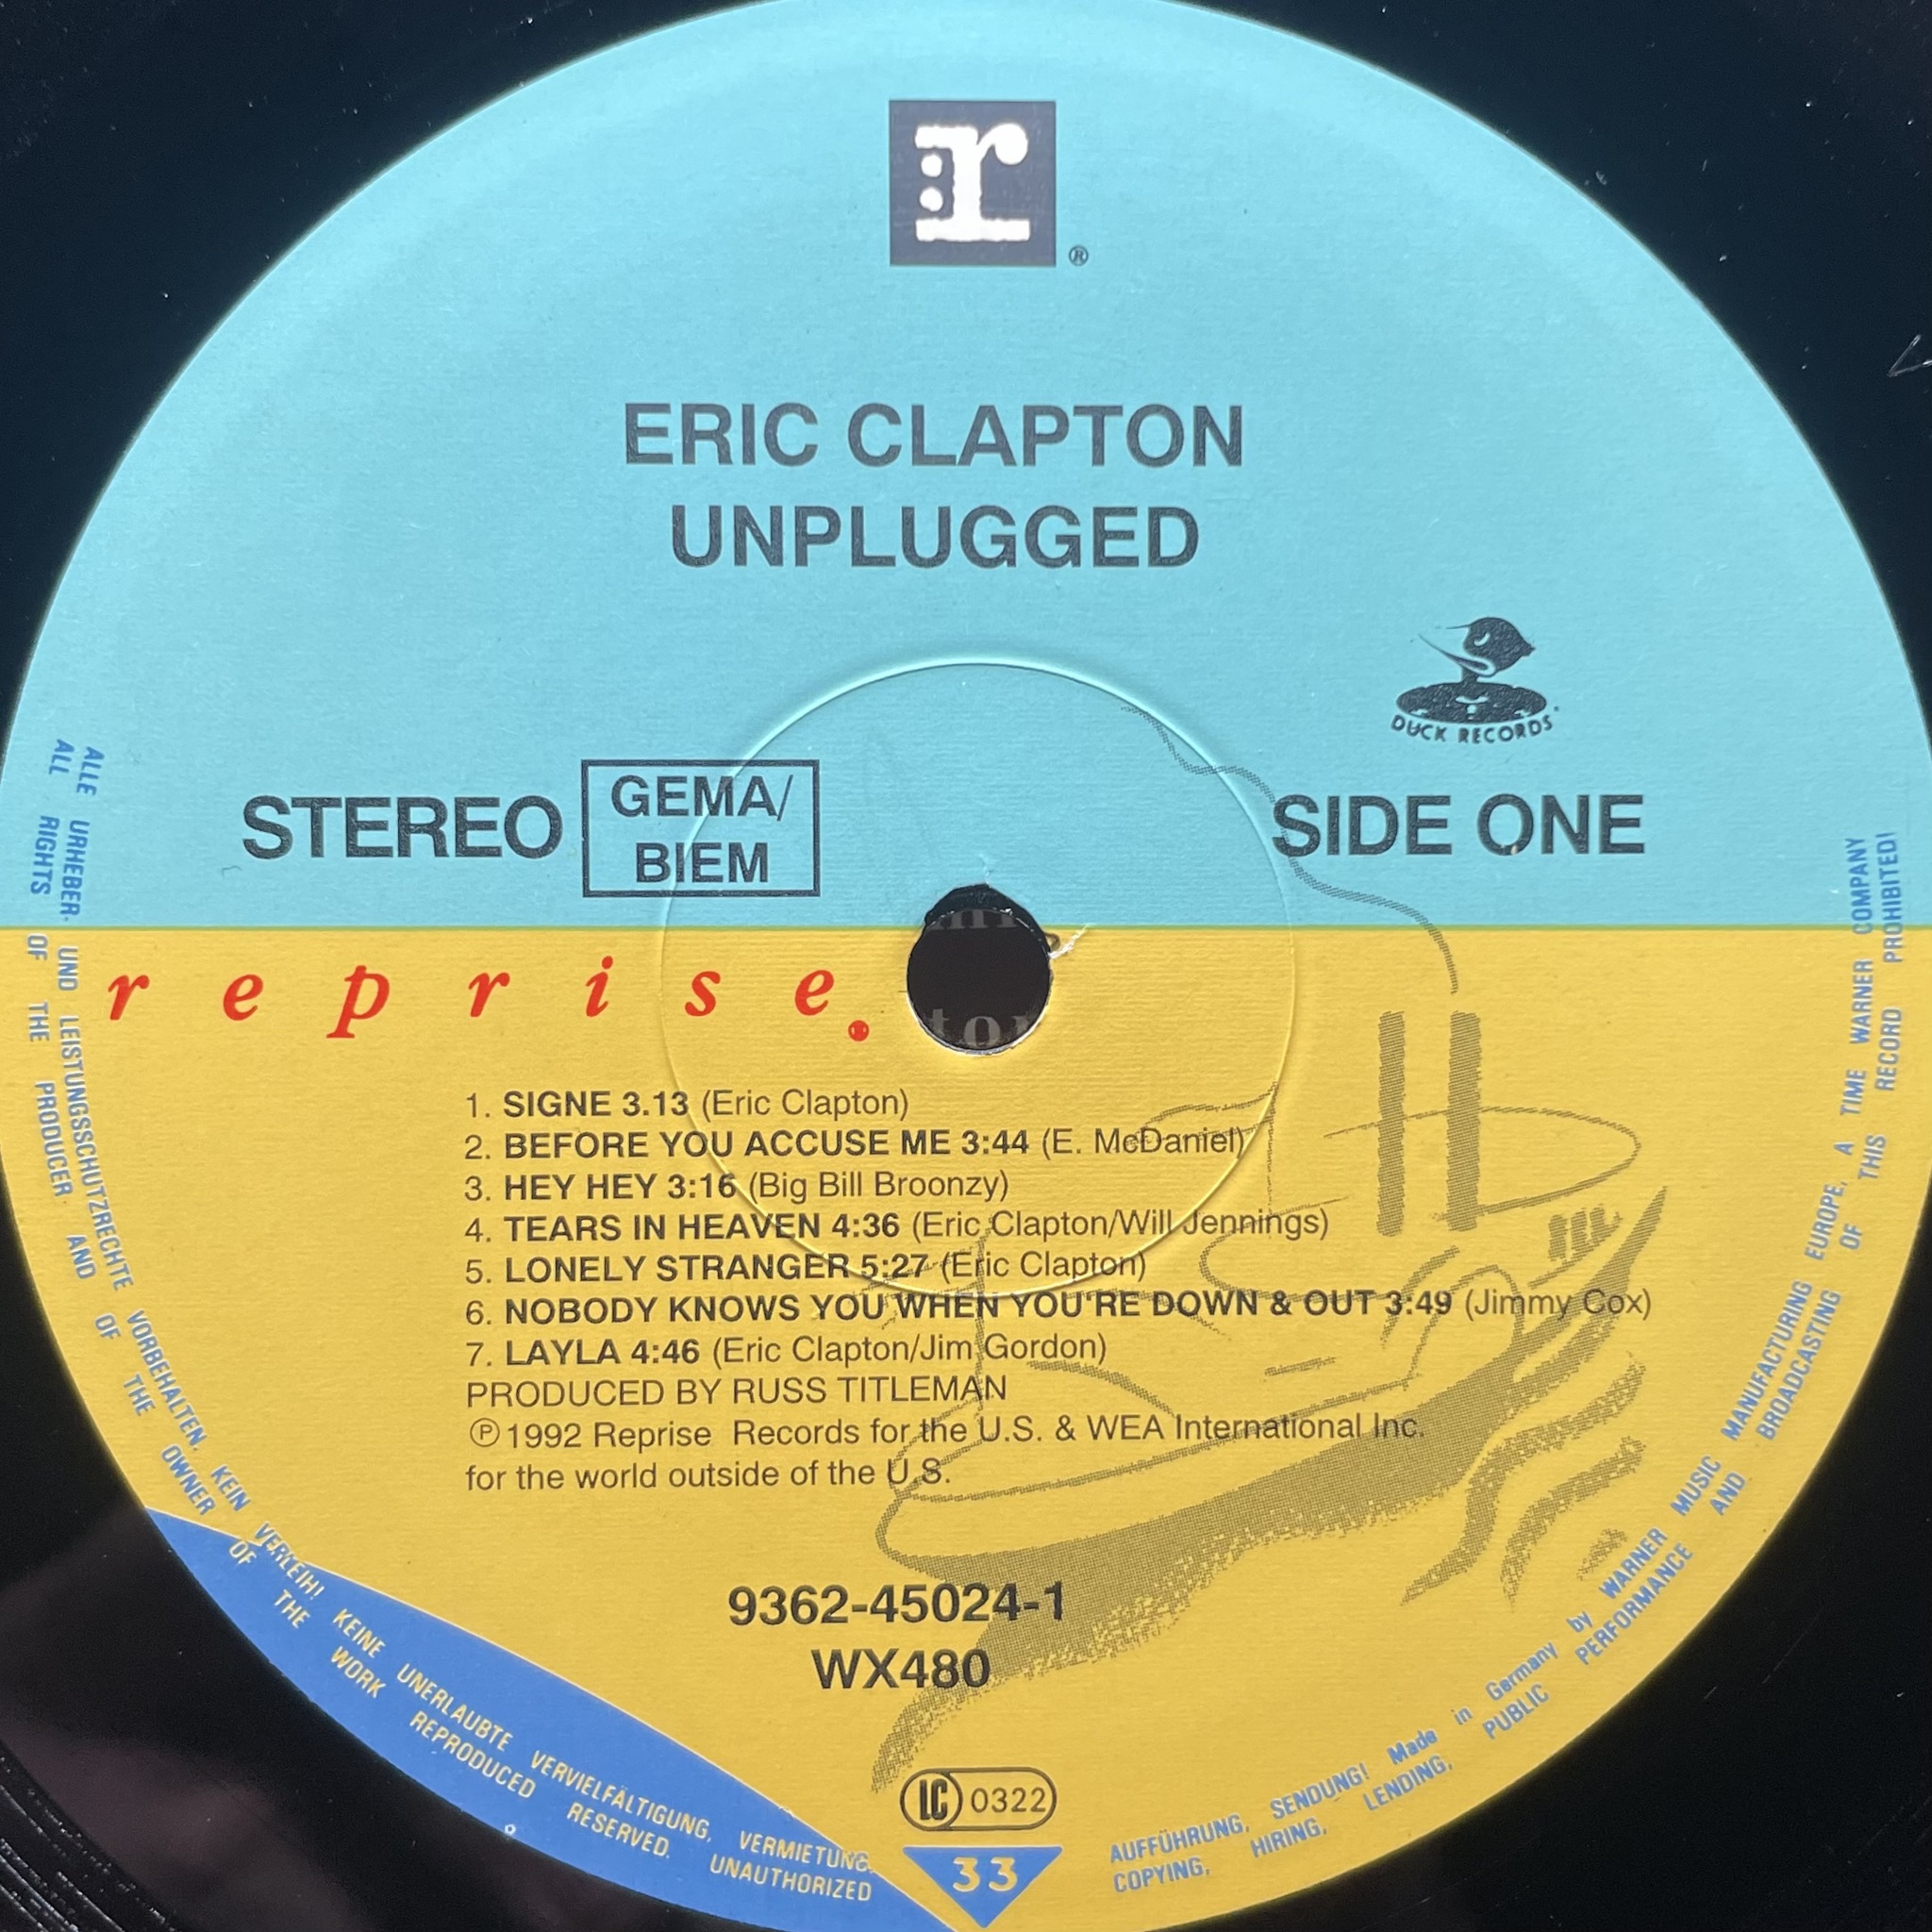 r
®
ERIC CLAPTON
UNPLUGGED
DUCK RECORDS
STEREO
GEMA/
BIEM
SIDE ONE
reprise.
1. SIGNE 3.13 (Eric Clapton)
2. BEFORE YOU ACCUSE ME 3:44 (E. McDaniel)
3. HEY HEY 3:16 (Big Bill Broonzy)
4. TEARS IN HEAVEN 4:36 (Eric Clapton/Will Jennings)
5. LONELY STRANGER 5:27 (Eric Clapton)
6. NOBODY KNOWS YOU WHEN YOU'RE DOWN & OUT 3:49 (Jimmy Cox)
7. LAYLA 4:46 (Eric Clapton/Jim Gordon)
PRODUCED BY RUSS TITLEMAN
℗1992 Reprise Records for the U.S. & WEA International Inc.
for the world outside of the U.S.
9362-45024-1
WX480
LC 0322
33
ALLE URHEBER- UND LEISTUNGSSCHUTZRECHTE VORBEHALTEN. KEIN VERLEIH! KEINE UNERLAUBTE VERVIELFÄLTIGUNG, VERMIETUNG, AUFFÜHRUNG, SENDUNG! Made in Germany by WARNER MUSIC MANUFACTURING EUROPE, A TIME WARNER COMPANY
ALL RIGHTS OF THE PRODUCER AND OF THE OWNER OF THE WORK REPRODUCED RESERVED. UNAUTHORIZED COPYING, HIRING, LENDING, PUBLIC PERFORMANCE AND BROADCASTING OF THIS RECORD PROHIBITED!